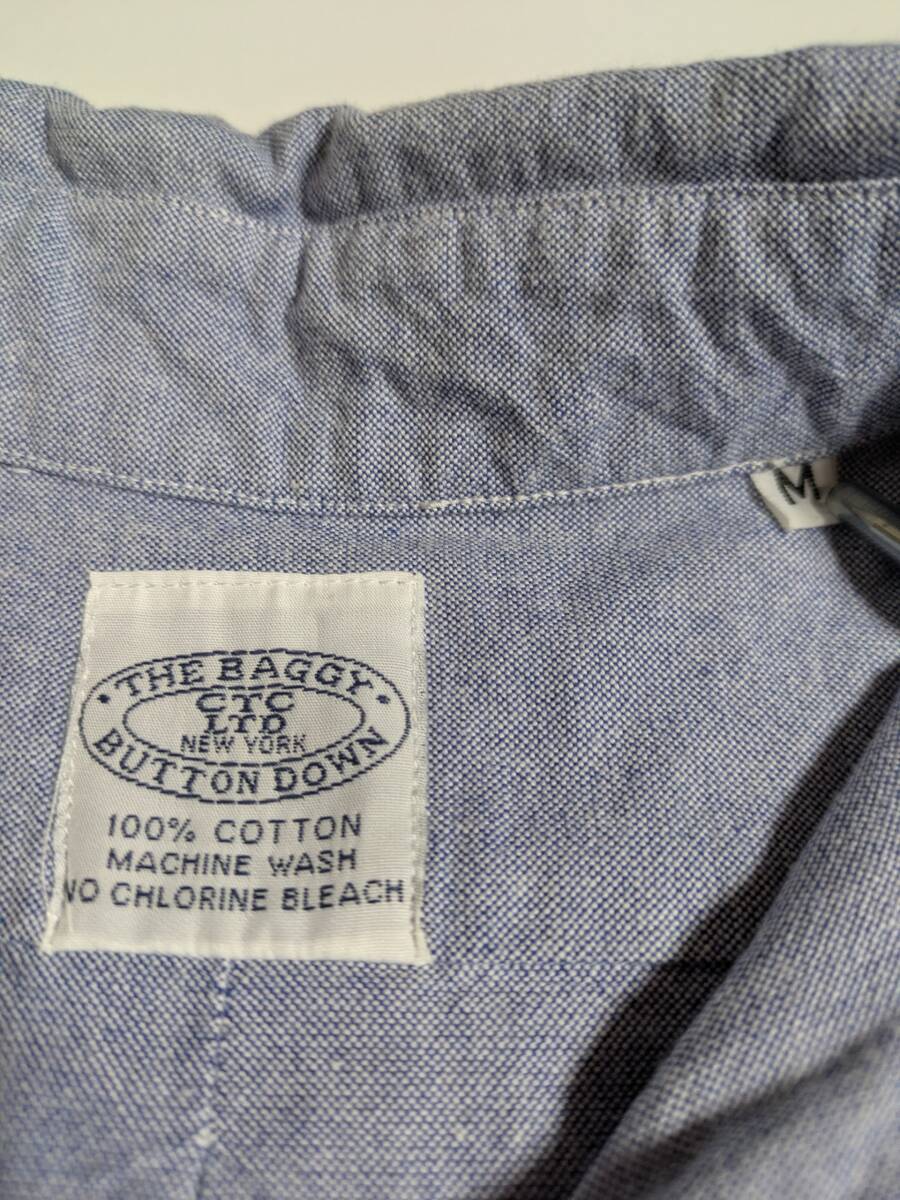 M
• THE BAGGY •
CTC
LTD
NEW YORK
BUTTON DOWN
100% COTTON
MACHINE WASH
NO CHLORINE BLEACH